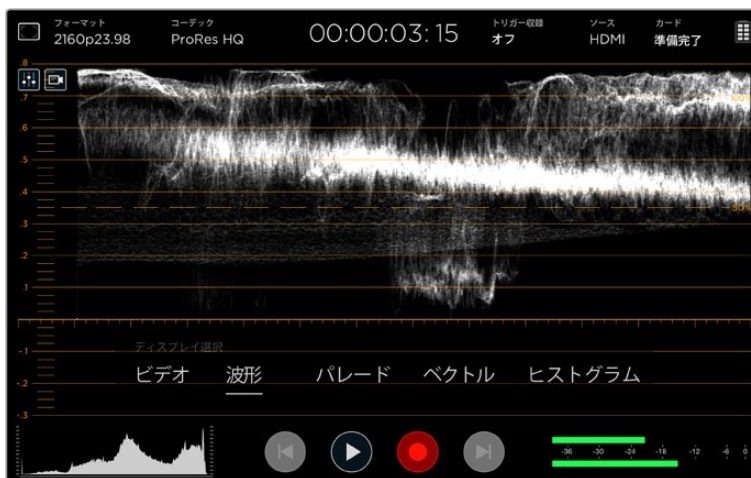 フォーマット コーデック トリガー収録 ソース カード
2160p23.98 ProRes HQ 00:00:03:15 オフ HDMI 準備完了
.8
.7
.6
.5
.4
.3
.2
.1
-.1
ディスプレイ選択
ビデオ 波形 パレード ベクトル ヒストグラム
-.2
-.3
-36 -30 -24 -18 -12 -6 0